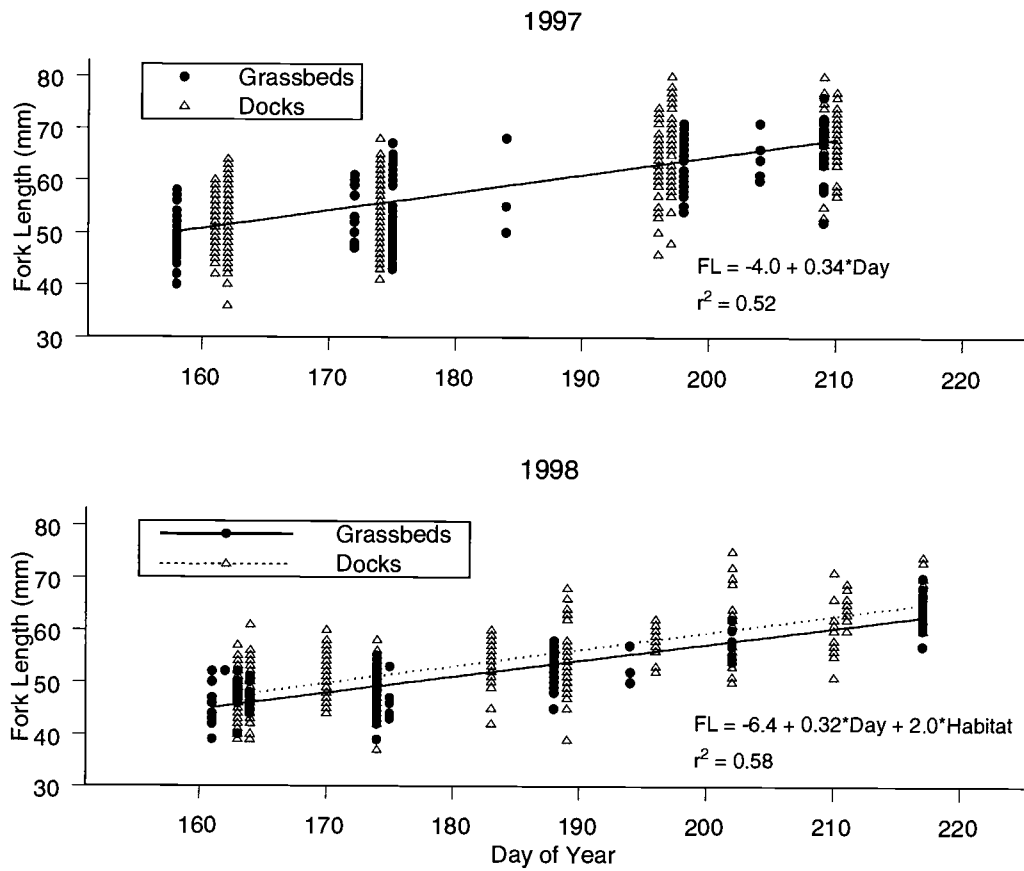 1997
Grassbeds
Docks
Fork Length (mm)
80
70
60
50
40
30
FL = -4.0 + 0.34*Day
r² = 0.52
160 170 180 190 200 210 220
1998
Grassbeds
Docks
Fork Length (mm)
80
70
60
50
40
30
FL = -6.4 + 0.32*Day + 2.0*Habitat
r² = 0.58
160 170 180 190 200 210 220
Day of Year